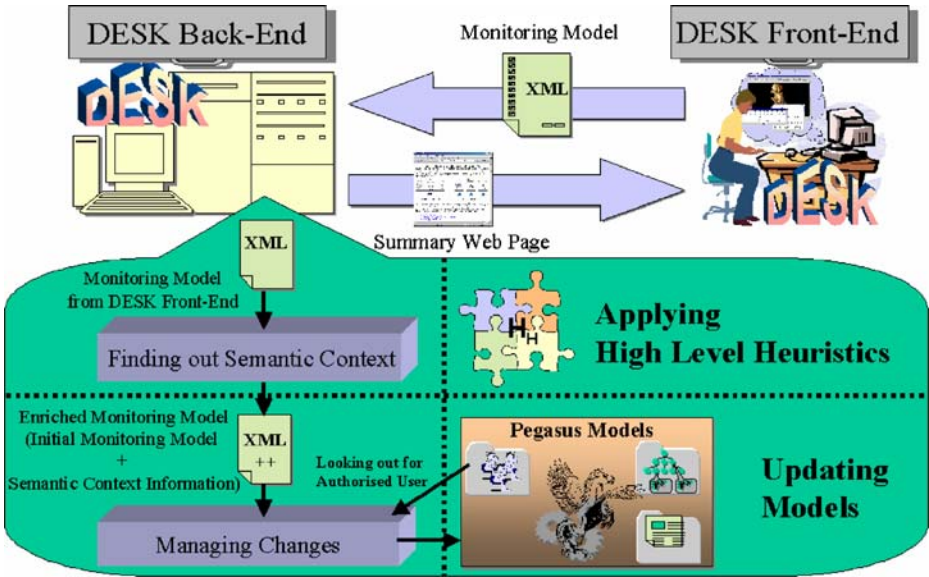 DESK Back-End
Monitoring Model
DESK Front-End
DESK
XML
DESK
Summary Web Page
XML
Monitoring Model
from DESK Front-End
Finding out Semantic Context
H
H
Applying
High Level Heuristics
Enriched Monitoring Model
(Initial Monitoring Model
+
Semantic Context Information)
XML
++
Looking out for
Authorised User
Managing Changes
Pegasus Models
Updating
Models